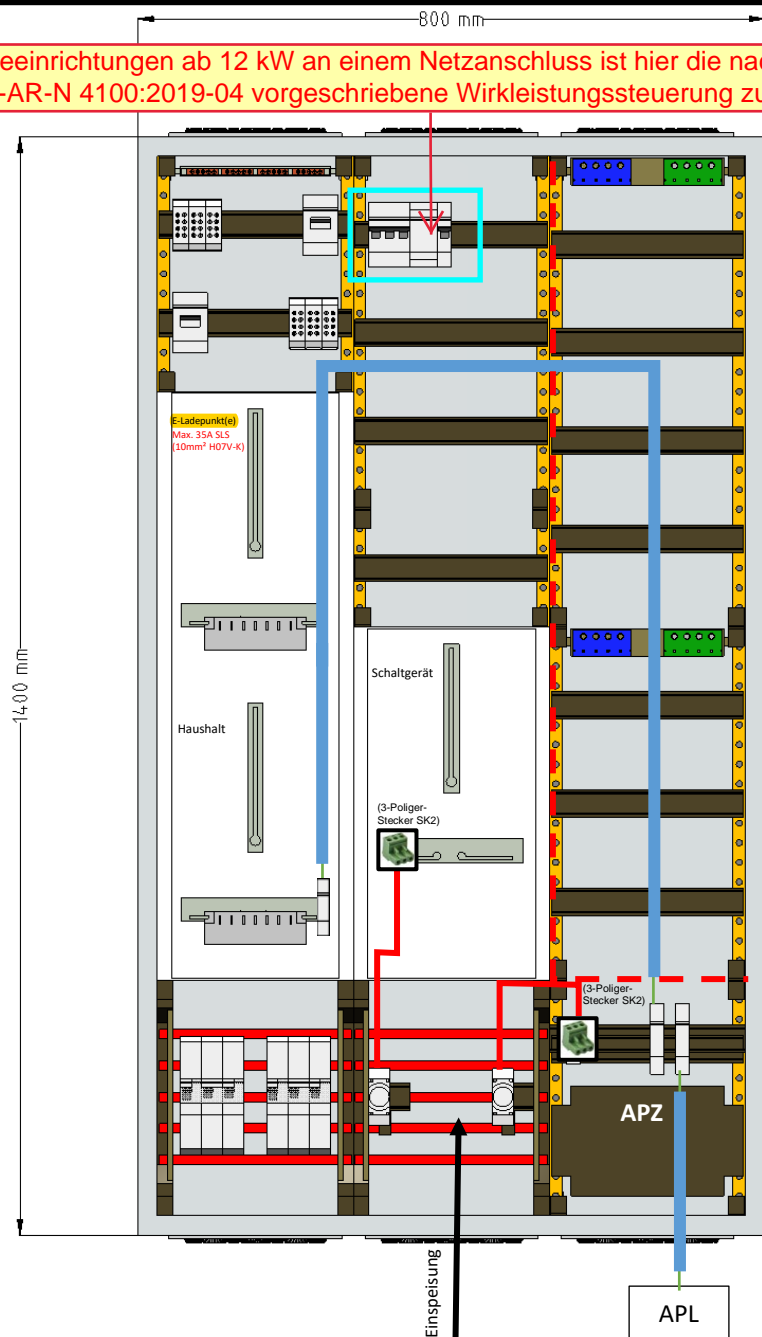 800 mm
eeinrichtungen ab 12 kW an einem Netzanschluss ist hier die nac
-AR-N 4100:2019-04 vorgeschriebene Wirkleistungssteuerung zu
1400 mm
E-Ladepunkt(e)
Max. 35A SLS
(10mm² H07V-K)
Schaltgerät
Haushalt
(3-Poliger-
Stecker SK2)
(3-Poliger-
Stecker SK2)
APZ
Einspeisung
APL